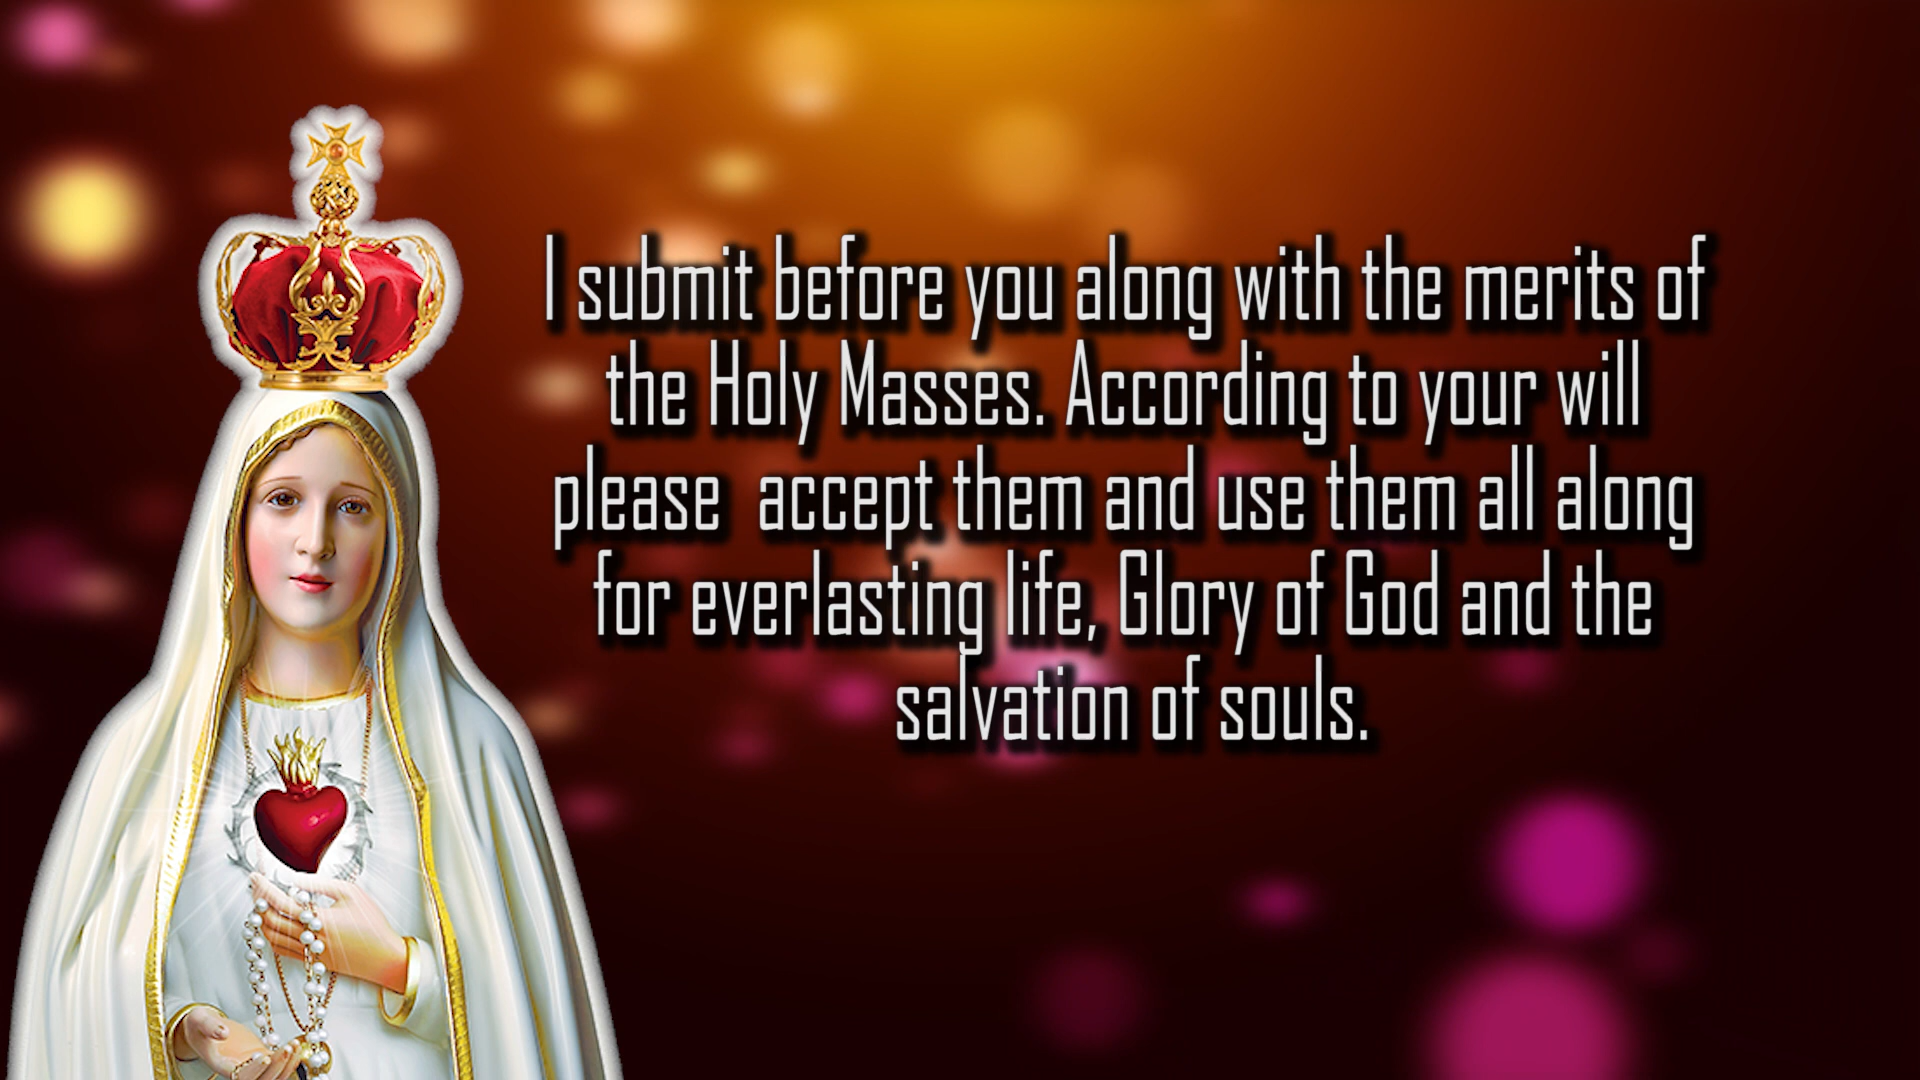 I submit before you along with the merits of
the Holy Masses. According to your will
please  accept them and use them all along
for everlasting life, Glory of God and the
salvation of souls.